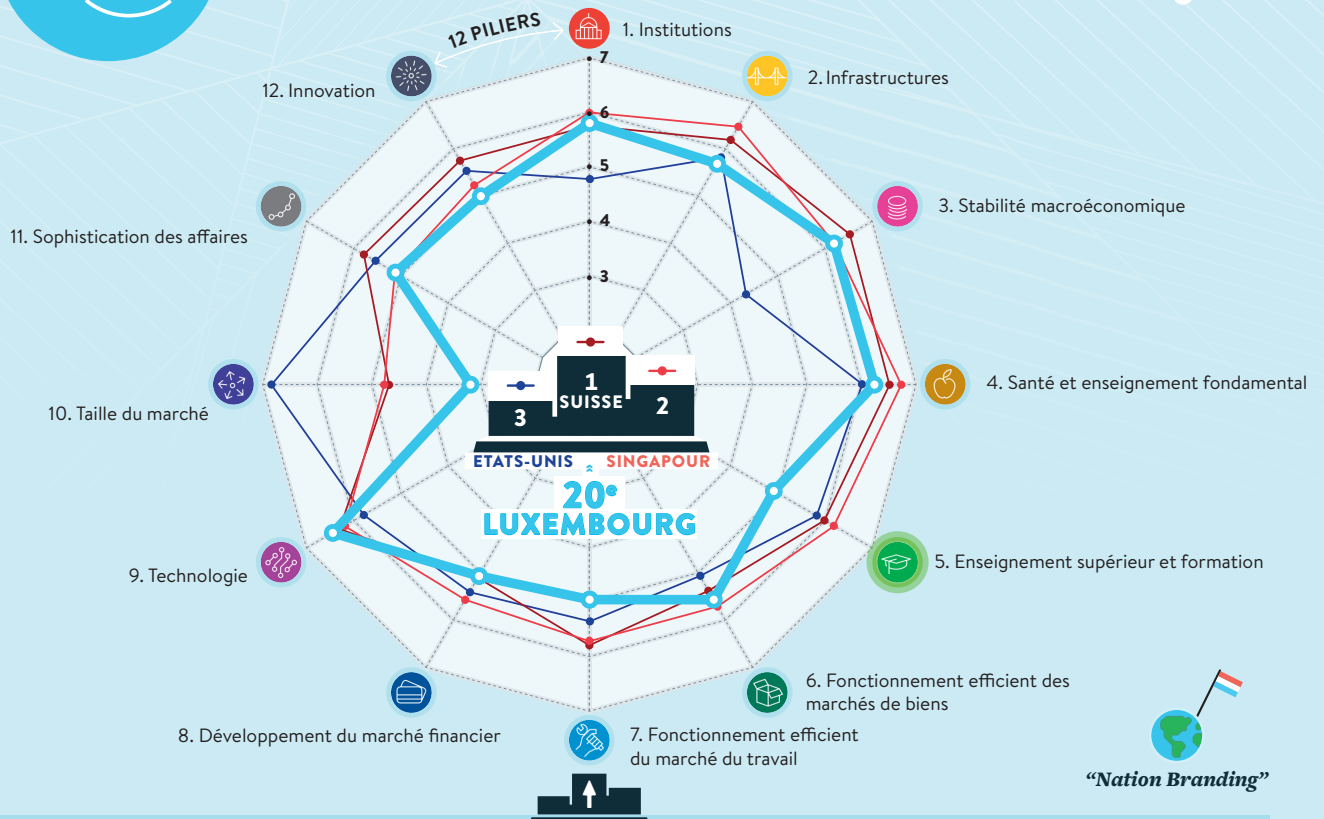 12 PILIERS
1. Institutions
2. Infrastructures
3. Stabilité macroéconomique
4. Santé et enseignement fondamental
5. Enseignement supérieur et formation
6. Fonctionnement efficient des
marchés de biens
7. Fonctionnement efficient
du marché du travail
8. Développement du marché financier
9. Technologie
10. Taille du marché
11. Sophistication des affaires
12. Innovation
7
6
5
4
3
1
SUISSE
2
3
ETATS-UNIS
SINGAPOUR
20e
LUXEMBOURG
“Nation Branding”